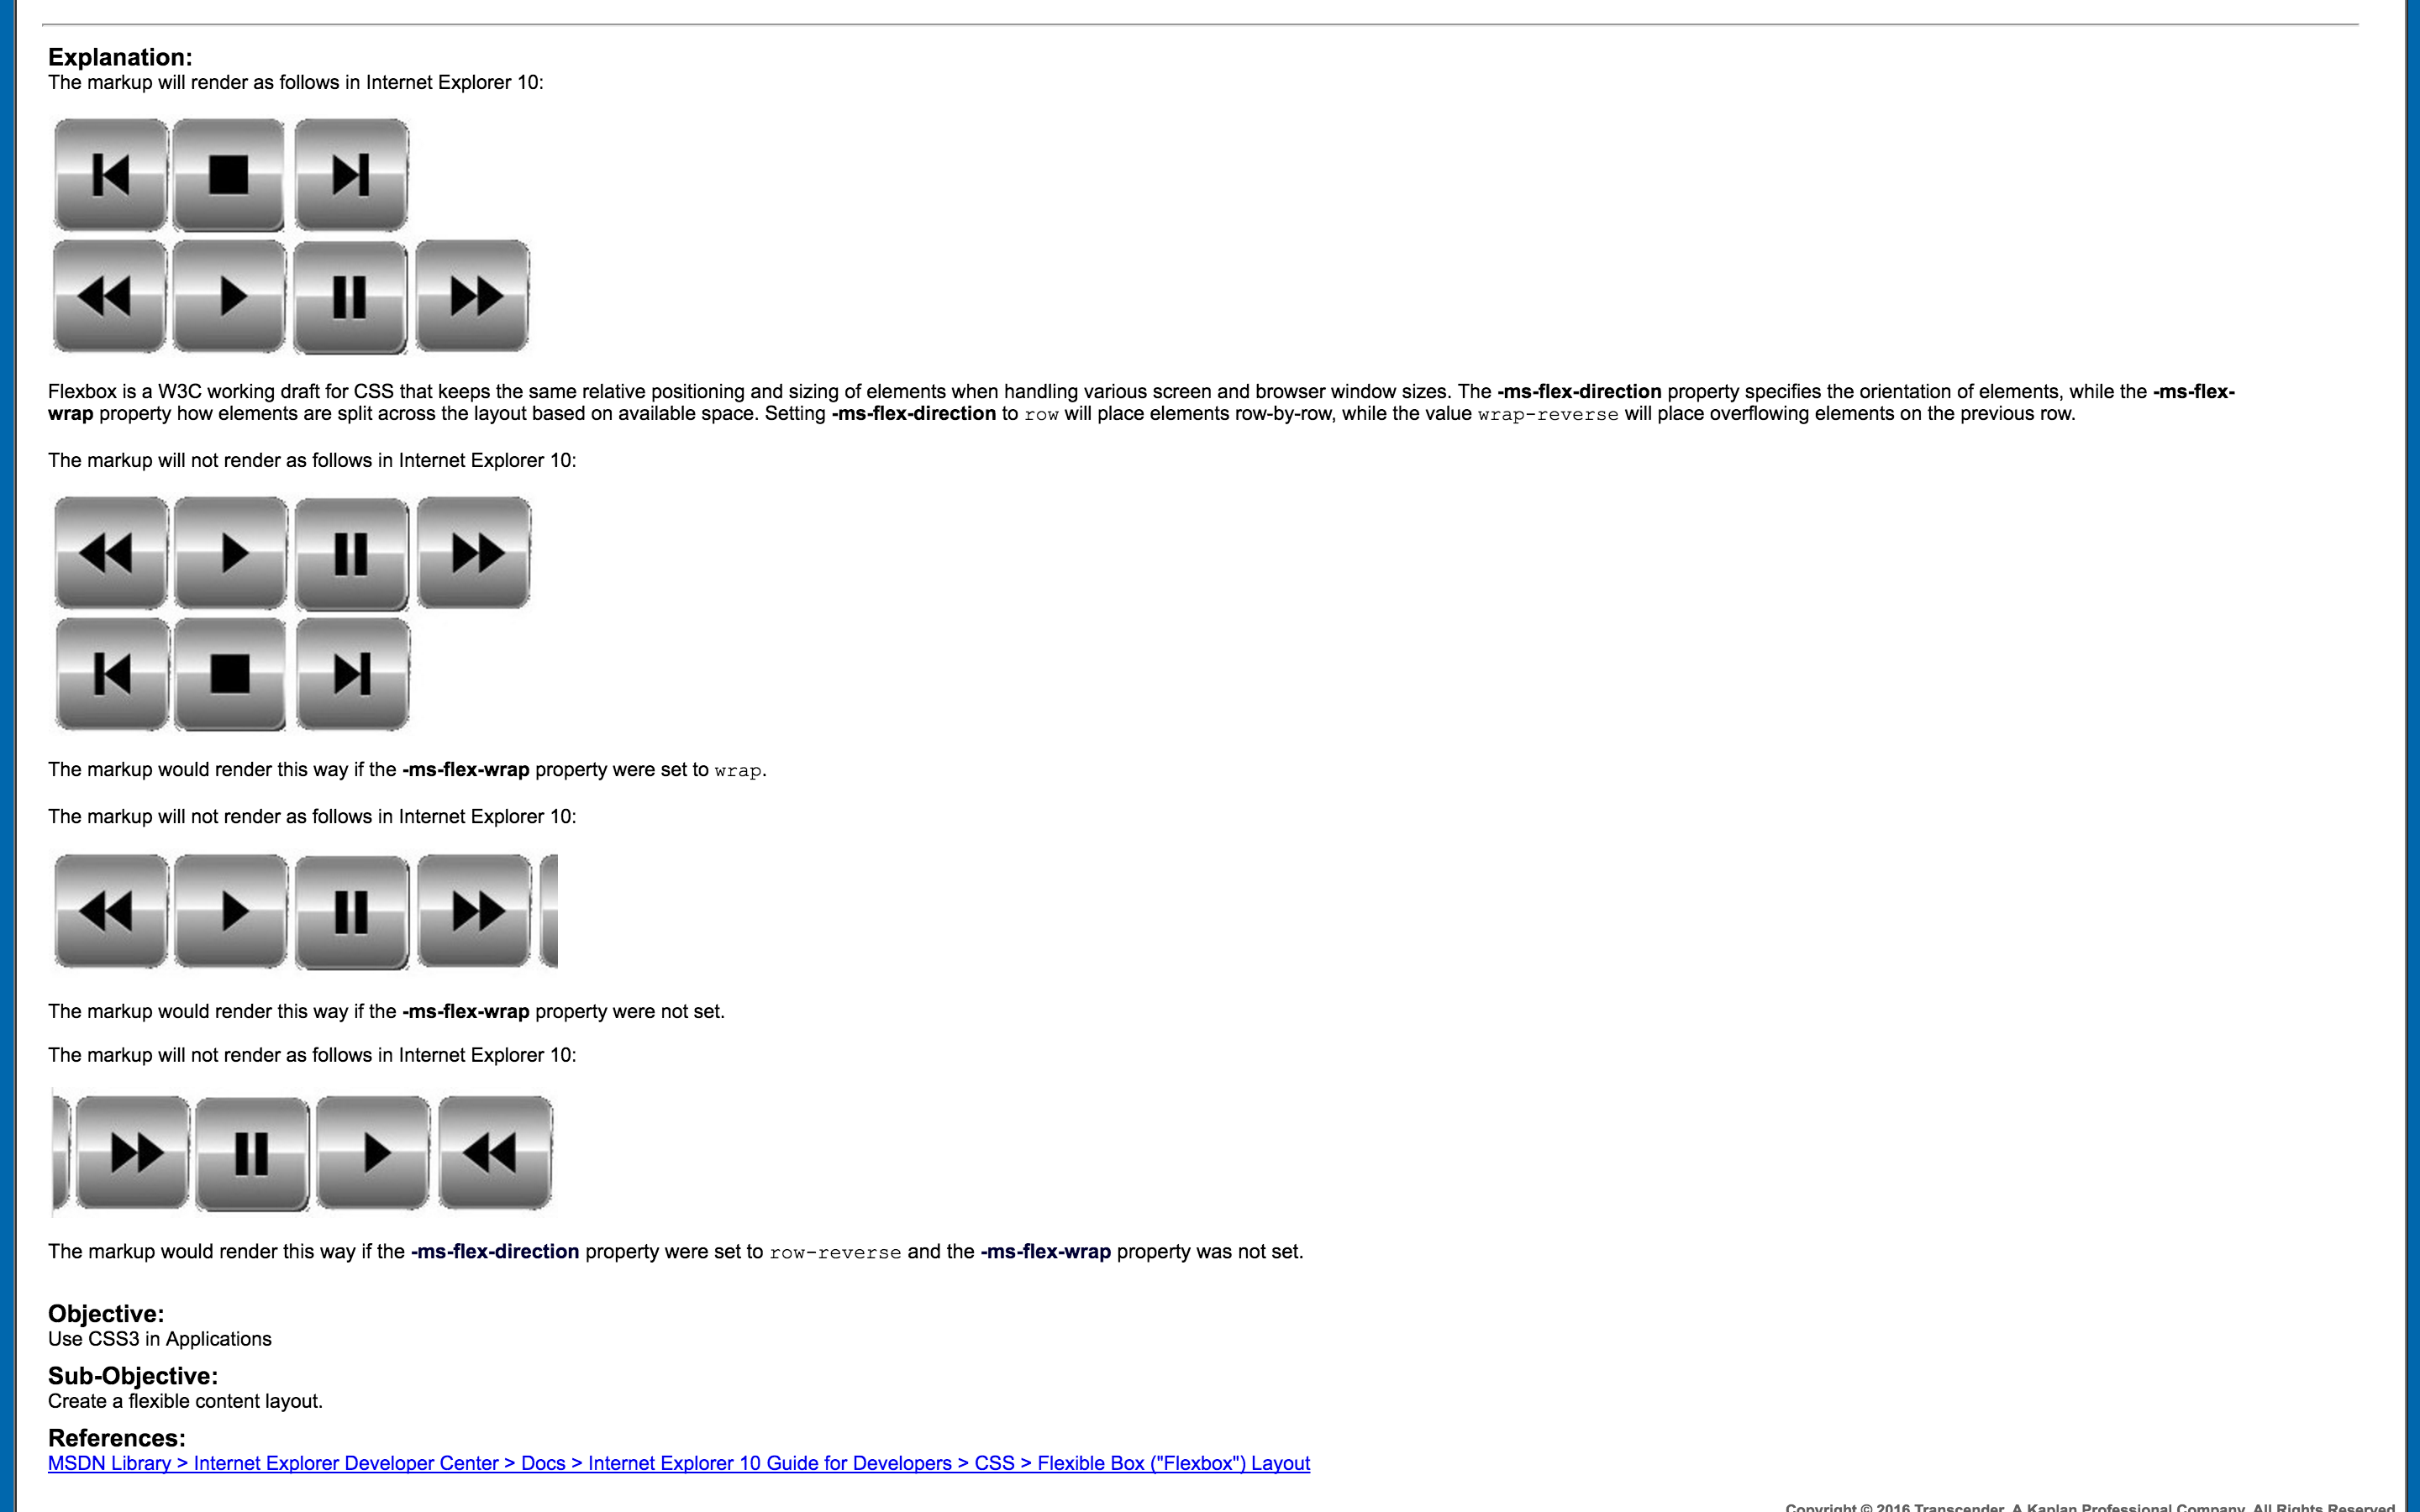 Explanation:
The markup will render as follows in Internet Explorer 10:
Flexbox is a W3C working draft for CSS that keeps the same relative positioning and sizing of elements when handling various screen and browser window sizes. The -ms-flex-direction property specifies the orientation of elements, while the -ms-flex-
wrap property how elements are split across the layout based on available space. Setting -ms-flex-direction to row will place elements row-by-row, while the value wrap-reverse will place overflowing elements on the previous row.
The markup will not render as follows in Internet Explorer 10:
The markup would render this way if the -ms-flex-wrap property were set to wrap.
The markup will not render as follows in Internet Explorer 10:
The markup would render this way if the -ms-flex-wrap property were not set.
The markup will not render as follows in Internet Explorer 10:
The markup would render this way if the -ms-flex-direction property were set to row-reverse and the -ms-flex-wrap property was not set.
Objective:
Use CSS3 in Applications
Sub-Objective:
Create a flexible content layout.
References:
MSDN Library > Internet Explorer Developer Center > Docs > Internet Explorer 10 Guide for Developers > CSS > Flexible Box ("Flexbox") Layout
Copyright © 2016 Transcender, A Kaplan Professional Company. All Rights Reserved.